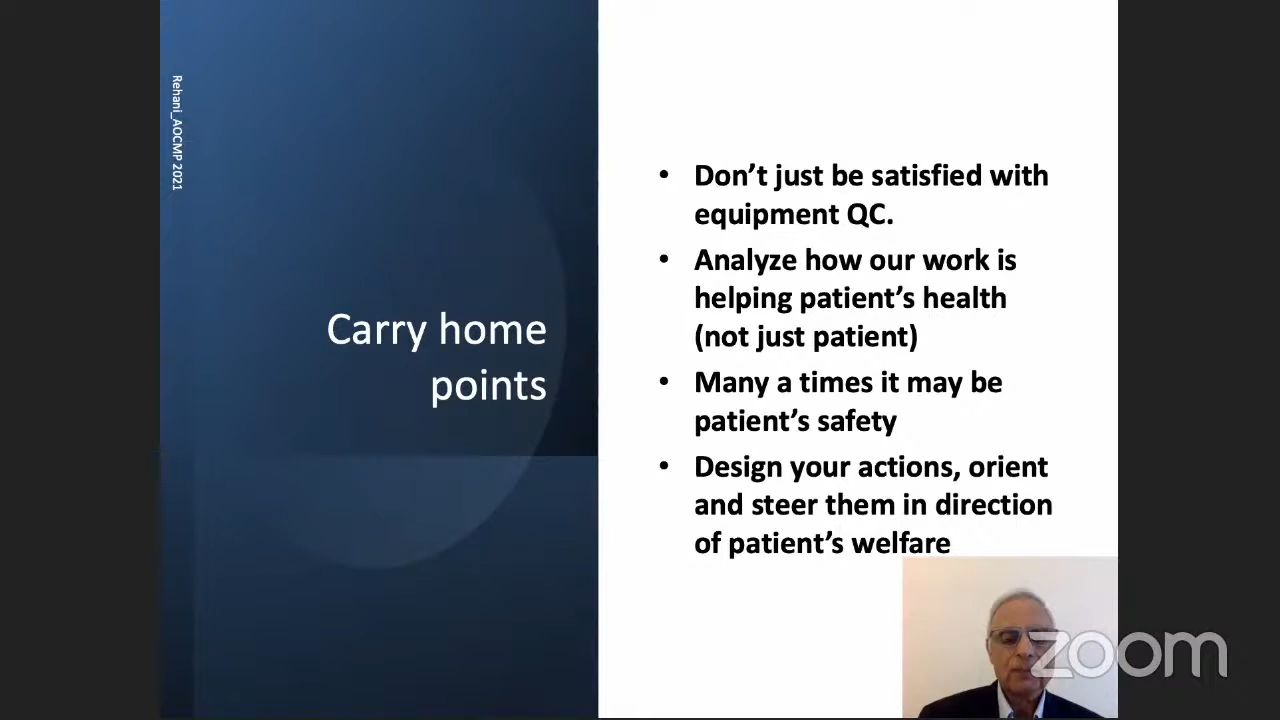 Rehani_AOCMP 2021
Carry home
points
• Don’t just be satisfied with
equipment QC.
• Analyze how our work is
helping patient’s health
(not just patient)
• Many a times it may be
patient’s safety
• Design your actions, orient
and steer them in direction
of patient’s welfare
zoom